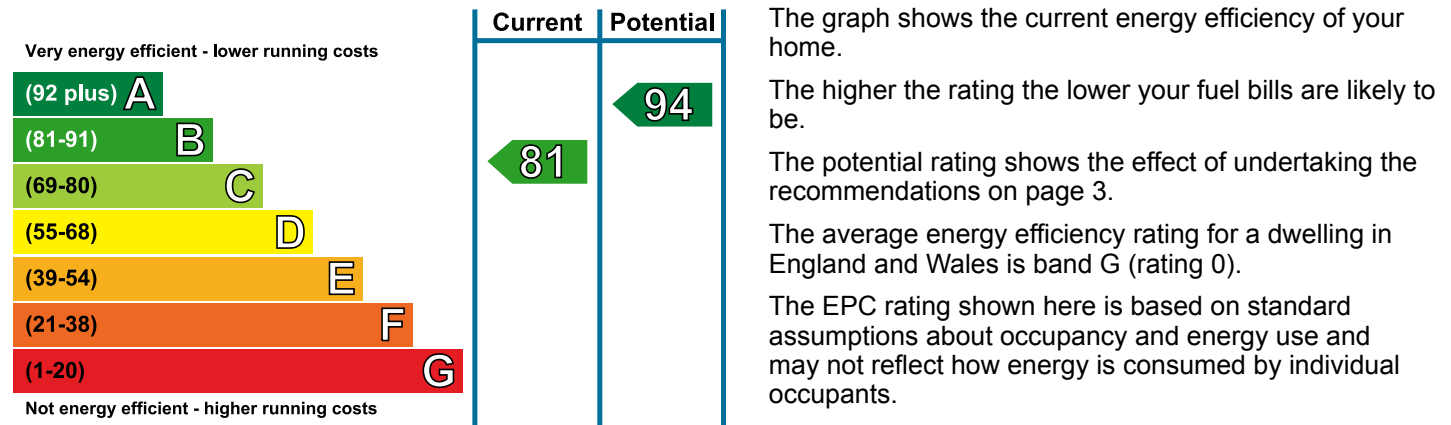 Current Potential
Very energy efficient - lower running costs
(92 plus) A
(81-91) B
(69-80) C
(55-68) D
(39-54) E
(21-38) F
(1-20) G
Not energy efficient - higher running costs
94
81
The graph shows the current energy efficiency of your
home.
The higher the rating the lower your fuel bills are likely to
be.
The potential rating shows the effect of undertaking the
recommendations on page 3.
The average energy efficiency rating for a dwelling in
England and Wales is band G (rating 0).
The EPC rating shown here is based on standard
assumptions about occupancy and energy use and
may not reflect how energy is consumed by individual
occupants.